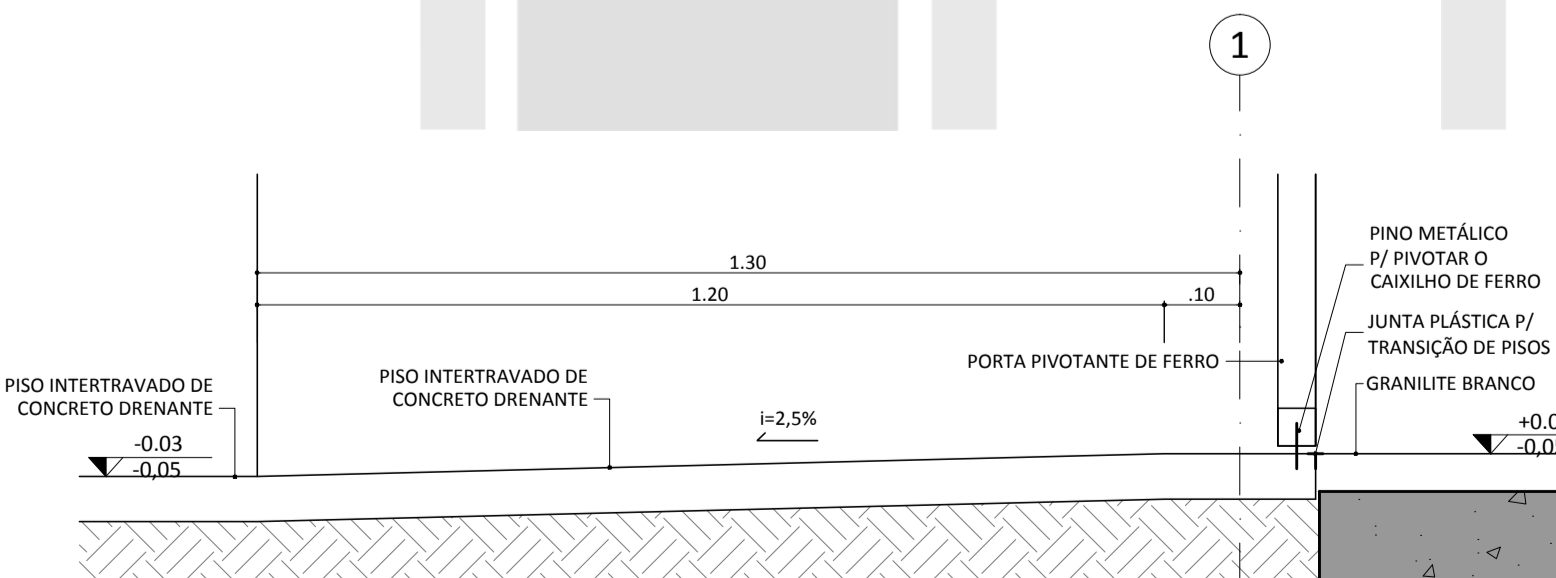 1
1.30
1.20
.10
PINO METÁLICO
P/ PIVOTAR O
CAIXILHO DE FERRO
JUNTA PLÁSTICA P/
TRANSIÇÃO DE PISOS
PORTA PIVOTANTE DE FERRO
GRANILITE BRANCO
PISO INTERTRAVADO DE
CONCRETO DRENANTE
PISO INTERTRAVADO DE
CONCRETO DRENANTE
i=2,5%
-0.03
-0,05